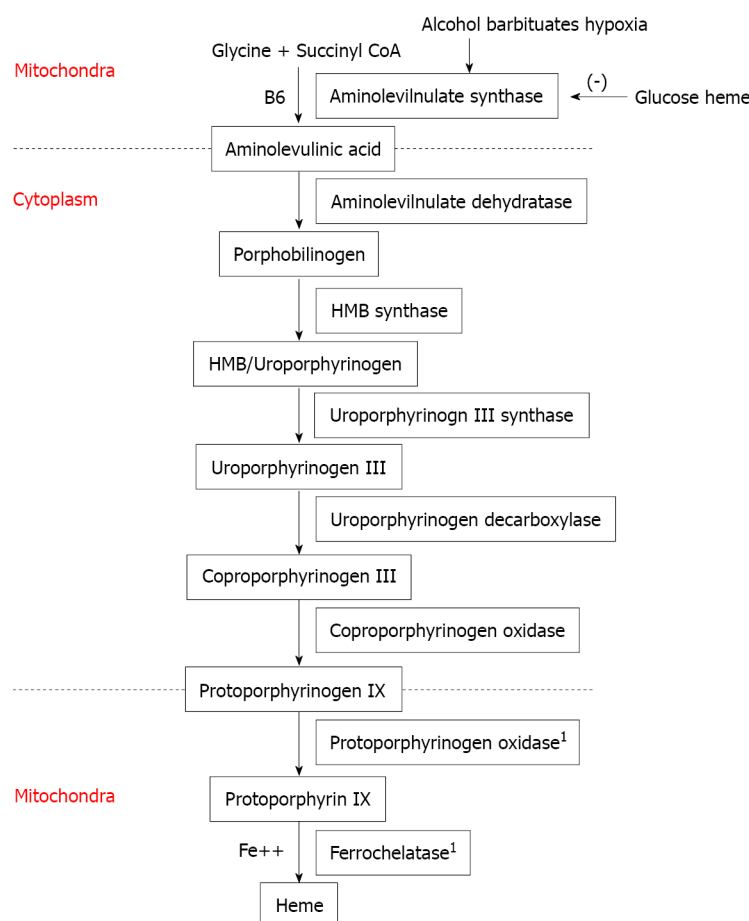 Alcohol barbituates hypoxia
Glycine + Succinyl CoA
Mitochondra
(-)
B6
Aminolevilnulate synthase
Glucose heme
Aminolevulinic acid
Cytoplasm
Aminolevilnulate dehydratase
Porphobilinogen
HMB synthase
HMB/Uroporphyrinogen
Uroporphyrinogn III synthase
Uroporphyrinogen III
Uroporphyrinogen decarboxylase
Coproporphyrinogen III
Coproporphyrinogen oxidase
Protoporphyrinogen IX
Protoporphyrinogen oxidase¹
Mitochondra
Protoporphyrin IX
Fe++
Ferrochelatase¹
Heme